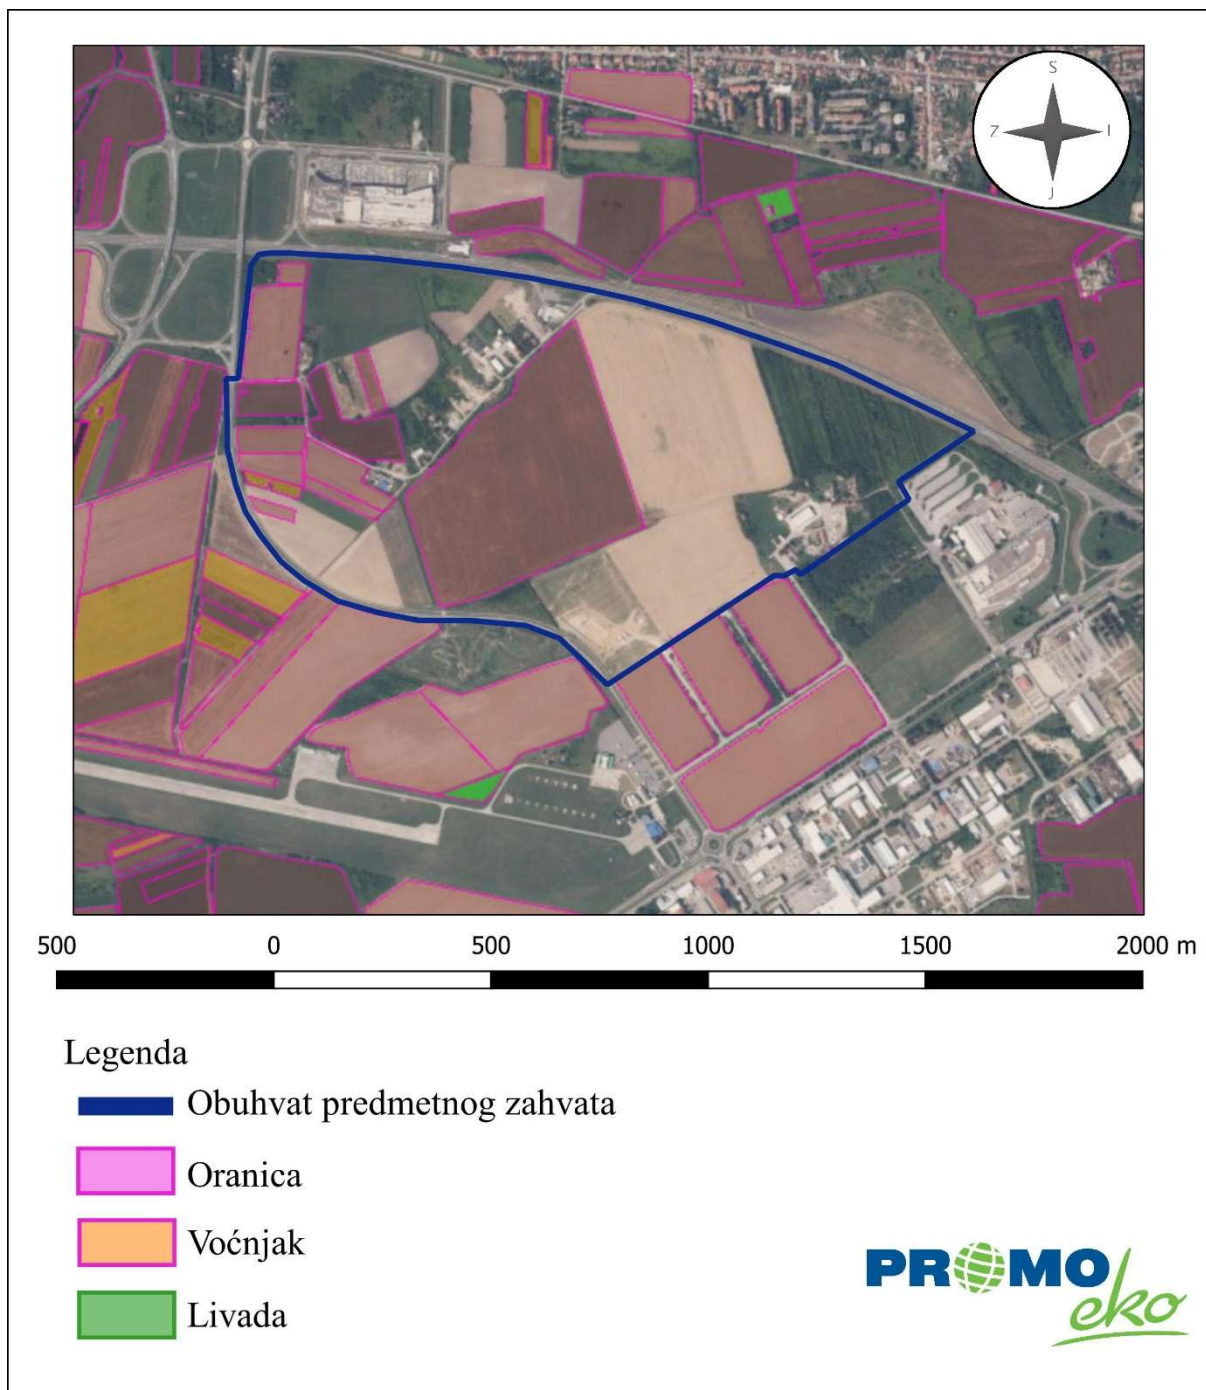 S
Z I
J
500 0 500 1000 1500 2000 m
Legenda
Obuhvat predmetnog zahvata
Oranica
Voćnjak
Livada
PROMO
eko